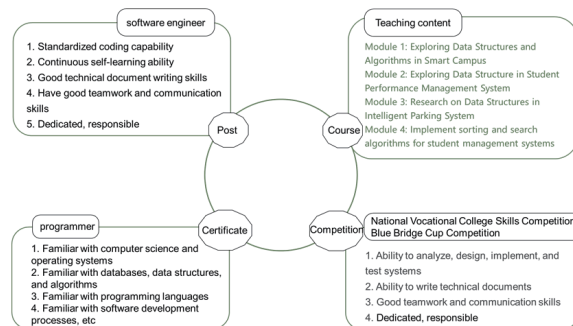 software engineer
1. Standardized coding capability
2. Continuous self-learning ability
3. Good technical document writing skills
4. Have good teamwork and communication
skills
5. Dedicated, responsible
Teaching content
Module 1: Exploring Data Structures and
Algorithms in Smart Campus
Module 2: Exploring Data Structure in Student
Performance Management System
Module 3: Research on Data Structures in
Intelligent Parking System
Module 4: Implement sorting and search
algorithms for student management systems
Post
Course
Certificate
Competition
programmer
1. Familiar with computer science and
operating systems
2. Familiar with databases, data structures,
and algorithms
3. Familiar with programming languages
4. Familiar with software development
processes, etc
National Vocational College Skills Competition
Blue Bridge Cup Competition
1. Ability to analyze, design, implement, and
test systems
2. Ability to write technical documents
3. Good teamwork and communication skills
4. Dedicated, responsible